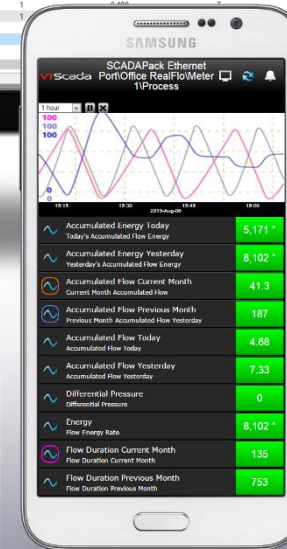 SAMSUNG
SCADAPack Ethernet
VTScada Port\Office RealFlo\Meter
1\Process
1 hour
100
100
100
0
0
15:15 15:30 15:45 16:00
2015-Aug-06
Accumulated Energy Today
Today's Accumulated Flow Energy
5,171 *
Accumulated Energy Yesterday
Yesterday's Accumulated Flow Energy
8,102 *
Accumulated Flow Current Month
Current Month Accumulated Flow
41.3
Accumulated Flow Previous Month
Previous Month Accumulated Flow Yesterday
187
Accumulated Flow Today
Accumulated Flow Today
4.68
Accumulated Flow Yesterday
Accumulated Flow Yesterday
7.33
Differential Pressure
Differential Pressure
0
Energy
Flow Energy Rate
8,102 *
Flow Duration Current Month
Flow Duration Current Month
135
Flow Duration Previous Month
Flow Duration Previous Month
753